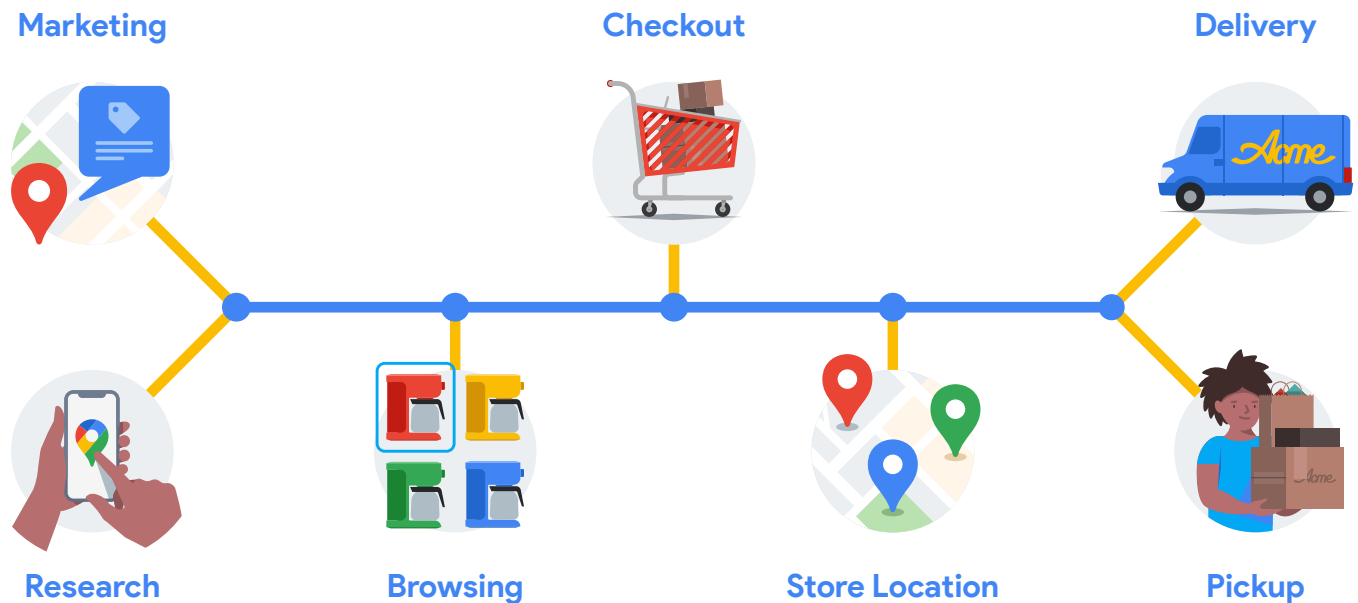 Marketing
Checkout
Delivery
Acme
Acme
Research
Browsing
Store Location
Pickup